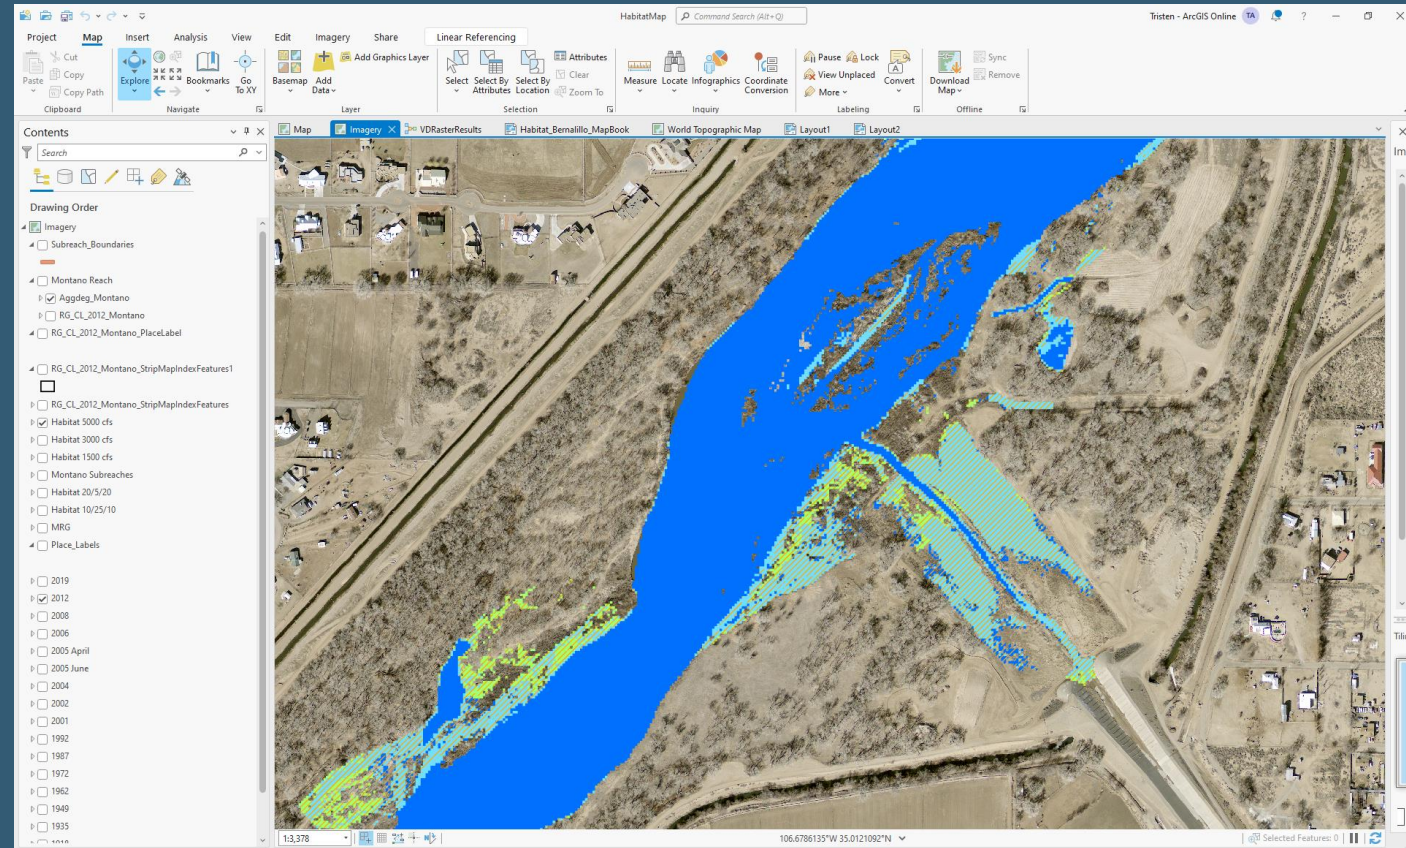 HabitatMap
Command Search (Alt+Q)
Tristen - ArcGIS Online
TA
?
Project Map Insert Analysis View Edit Imagery Share Linear Referencing
Paste
Cut
Copy
Copy Path
Clipboard
Explore
Bookmarks
Go To XY
Navigate
Basemap
Add Data
Add Graphics Layer
Layer
Select
Select By Attributes
Select By Location
Attributes
Clear
Zoom To
Selection
Measure
Locate
Infographics
Coordinate Conversion
Inquiry
Pause
Lock
View Unplaced
More
Convert
Labeling
Download Map
Sync
Remove
Offline
Contents
Search
Drawing Order
Imagery
Subreach_Boundaries
Montano Reach
Aggdeg_Montano
RG_CL_2012_Montano
RG_CL_2012_Montano_PlaceLabel
RG_CL_2012_Montano_StripMapIndexFeatures1
RG_CL_2012_Montano_StripMapIndexFeatures
Habitat 5000 cfs
Habitat 3000 cfs
Habitat 1500 cfs
Montano Subreaches
Habitat 20/5/20
Habitat 10/25/10
MRG
Place_Labels
2019
2012
2008
2006
2005 April
2005 June
2004
2002
2001
1992
1987
1972
1962
1949
1935
Map Imagery VDRasterResults Habitat_Bernalillo_MapBook World Topographic Map Layout1 Layout2
1:3,378
106.6786135°W 35.0121092°N
Selected Features: 0